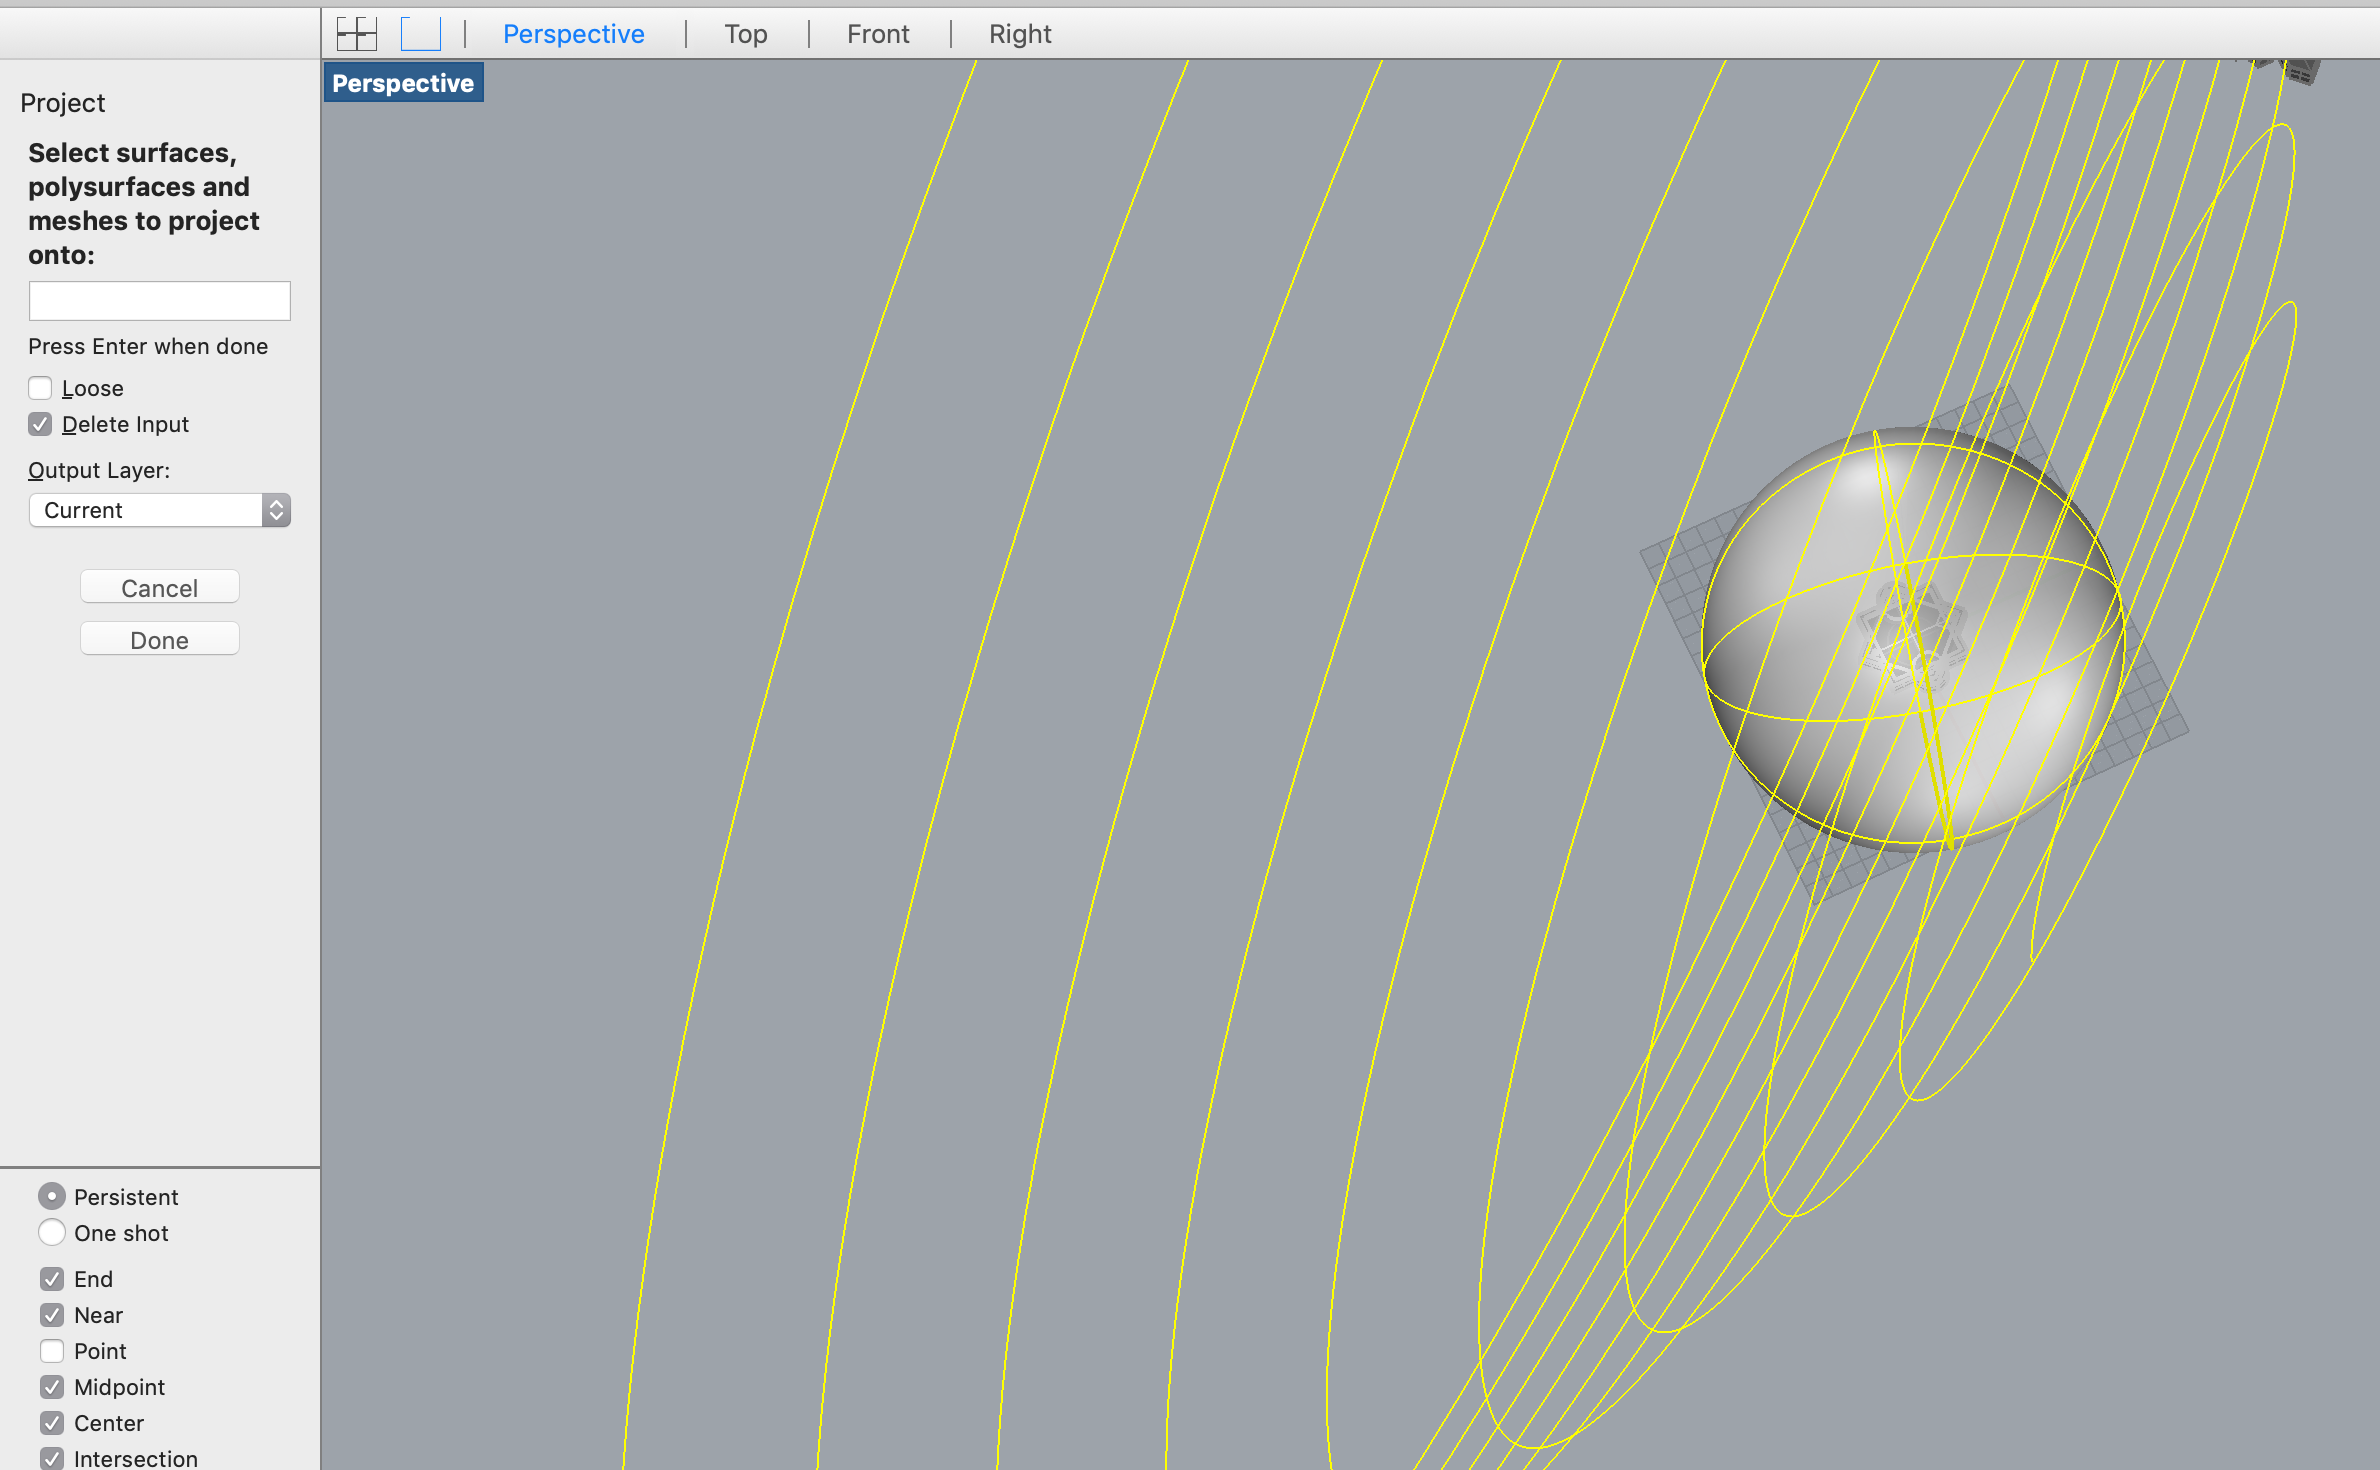 Perspective
Top
Front
Right
Perspective
Project
Select surfaces,
polysurfaces and
meshes to project
onto:
Press Enter when done
Loose
Delete Input
Output Layer:
Current
Cancel
Done
Persistent
One shot
End
Near
Point
Midpoint
Center
Intersection